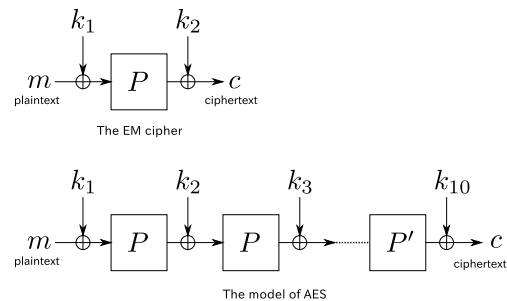 k₁ k₂
m P c
plaintext ciphertext
The EM cipher
k₁ k₂ k₃ k₁₀
m P P P′ c
plaintext ciphertext
The model of AES